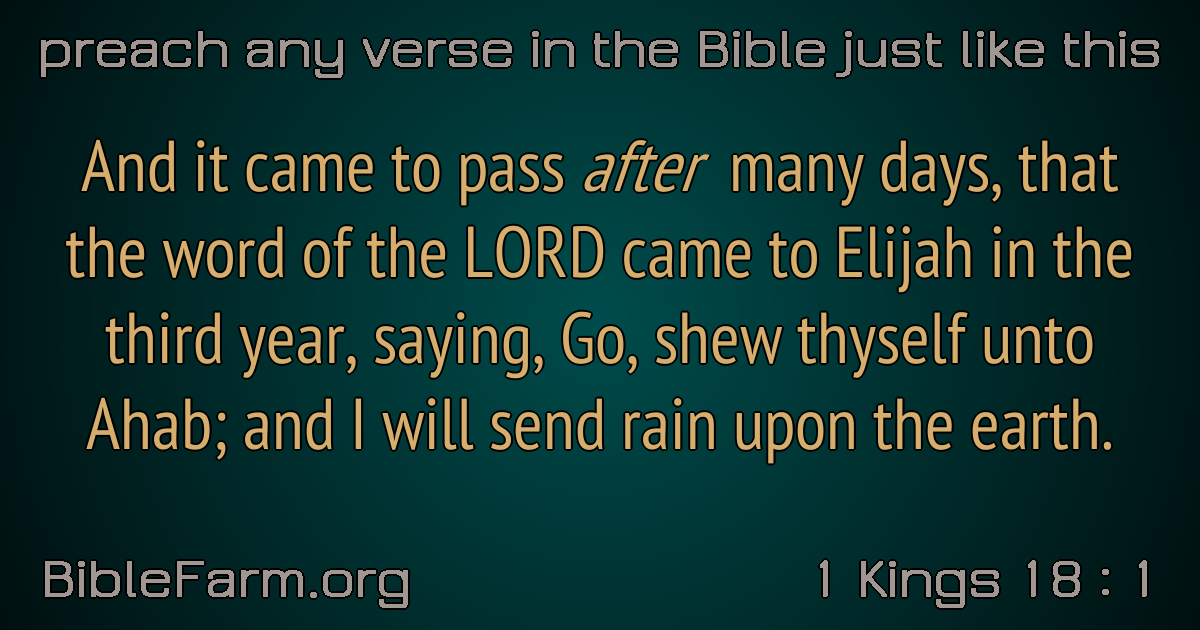 preach any verse in the Bible just like this
And it came to pass after many days, that
the word of the LORD came to Elijah in the
third year, saying, Go, shew thyself unto
Ahab; and I will send rain upon the earth.
BibleFarm.org
1 Kings 18 : 1